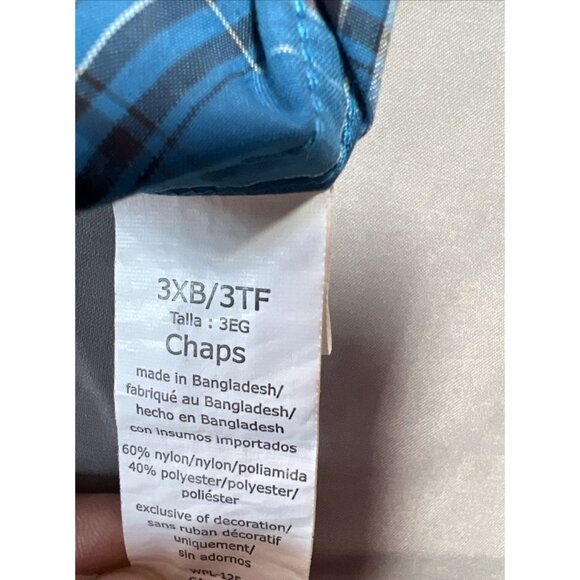 3XB/3TF
Talla : 3EG
Chaps
made in Bangladesh/
fabriqué au Bangladesh/
hecho en Bangladesh
con insumos importados
60% nylon/nylon/poliamida
40% polyester/polyester/
poliéster
exclusive of decoration/
sans ruban décoratif
uniquement/
sin adornos